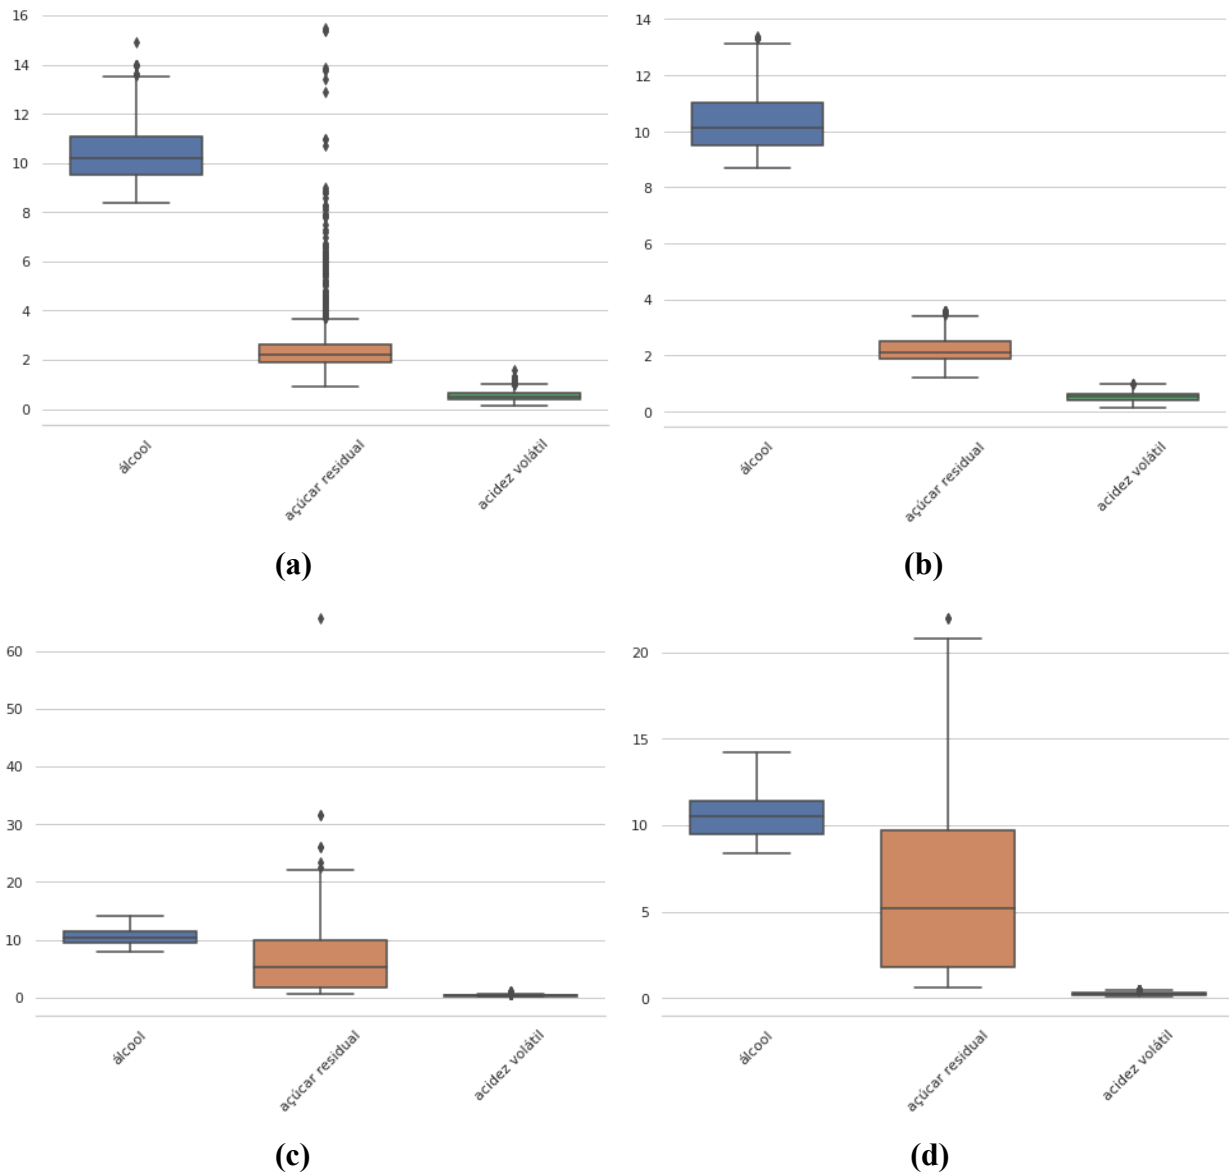 16
14
12
10
8
6
4
2
0
álcool
açúcar residual
acidez volátil
(a)
14
12
10
8
6
4
2
0
álcool
açúcar residual
acidez volátil
(b)
60
50
40
30
20
10
0
álcool
açúcar residual
acidez volátil
(c)
20
15
10
5
0
álcool
açúcar residual
acidez volátil
(d)